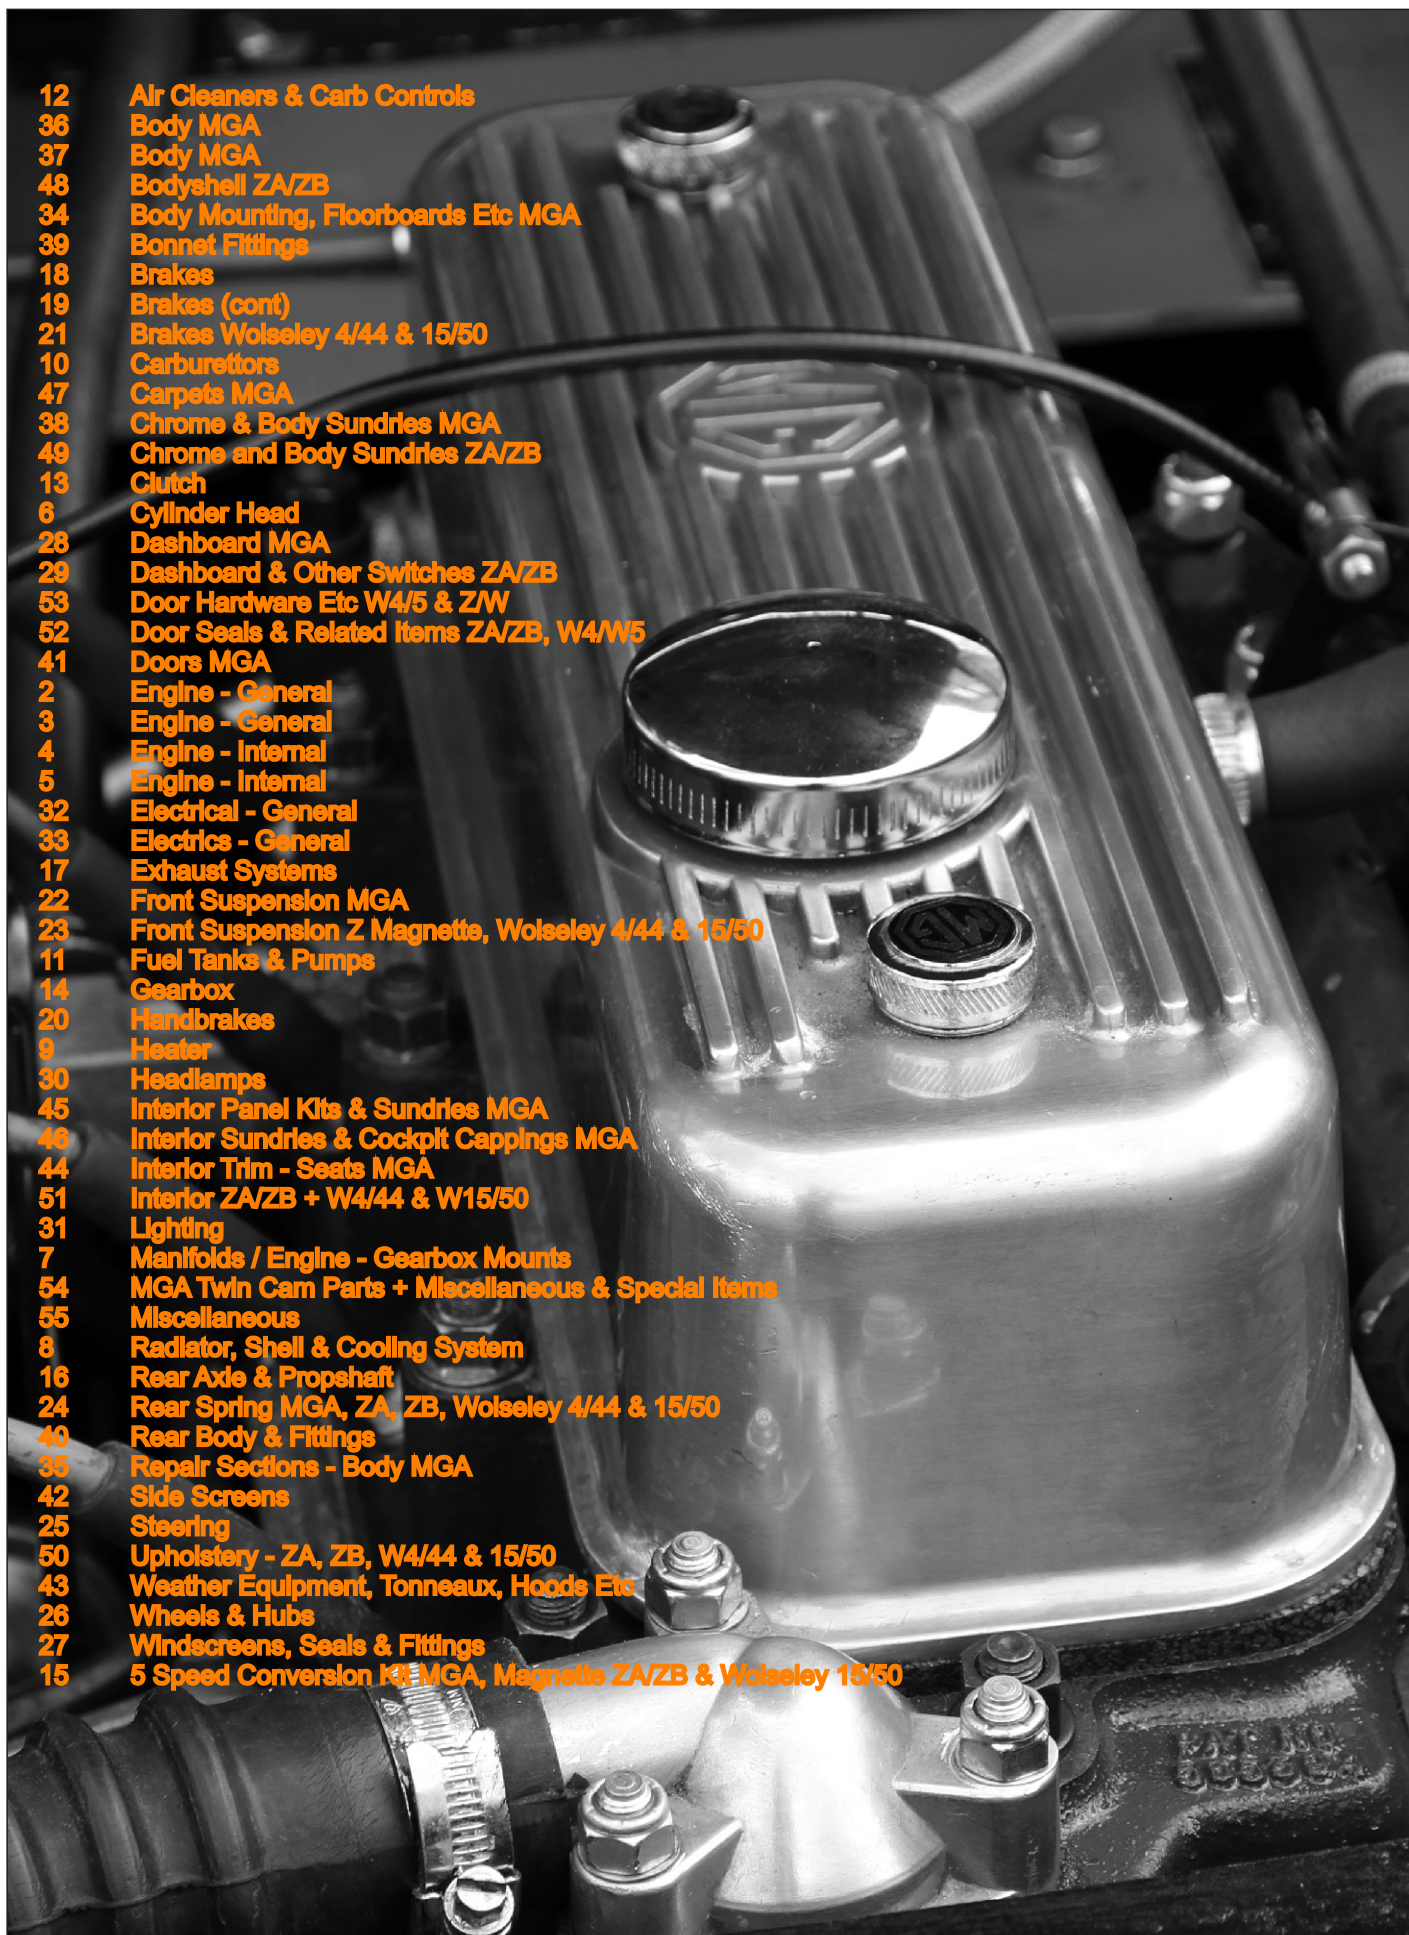 12 Air Cleaners & Carb Controls
36 Body MGA
37 Body MGA
48 Bodyshell ZA/ZB
34 Body Mounting, Floorboards Etc MGA
39 Bonnet Fittings
18 Brakes
19 Brakes (cont)
21 Brakes Wolseley 4/44 & 15/50
10 Carburettors
47 Carpets MGA
38 Chrome & Body Sundries MGA
49 Chrome and Body Sundries ZA/ZB
13 Clutch
6 Cylinder Head
28 Dashboard MGA
29 Dashboard & Other Switches ZA/ZB
53 Door Hardware Etc W4/5 & Z/W
52 Door Seals & Related Items ZA/ZB, W4/W5
41 Doors MGA
2 Engine - General
3 Engine - General
4 Engine - Internal
5 Engine - Internal
32 Electrical - General
33 Electrics - General
17 Exhaust Systems
22 Front Suspension MGA
23 Front Suspension Z Magnette, Wolseley 4/44 & 15/50
11 Fuel Tanks & Pumps
14 Gearbox
20 Handbrakes
9 Heater
30 Headlamps
45 Interior Panel Kits & Sundries MGA
46 Interior Sundries & Cockpit Cappings MGA
44 Interior Trim - Seats MGA
51 Interior ZA/ZB + W4/44 & W15/50
31 Lighting
7 Manifolds / Engine - Gearbox Mounts
54 MGA Twin Cam Parts + Miscellaneous & Special Items
55 Miscellaneous
8 Radiator, Shell & Cooling System
16 Rear Axle & Propshaft
24 Rear Spring MGA, ZA, ZB, Wolseley 4/44 & 15/50
40 Rear Body & Fittings
35 Repair Sections - Body MGA
42 Side Screens
25 Steering
50 Upholstery - ZA, ZB, W4/44 & 15/50
43 Weather Equipment, Tonneaux, Hoods Etc
26 Wheels & Hubs
27 Windscreens, Seals & Fittings
15 5 Speed Conversion Kit MGA, Magnette ZA/ZB & Wolseley 15/50
MG
MG
PAT NO